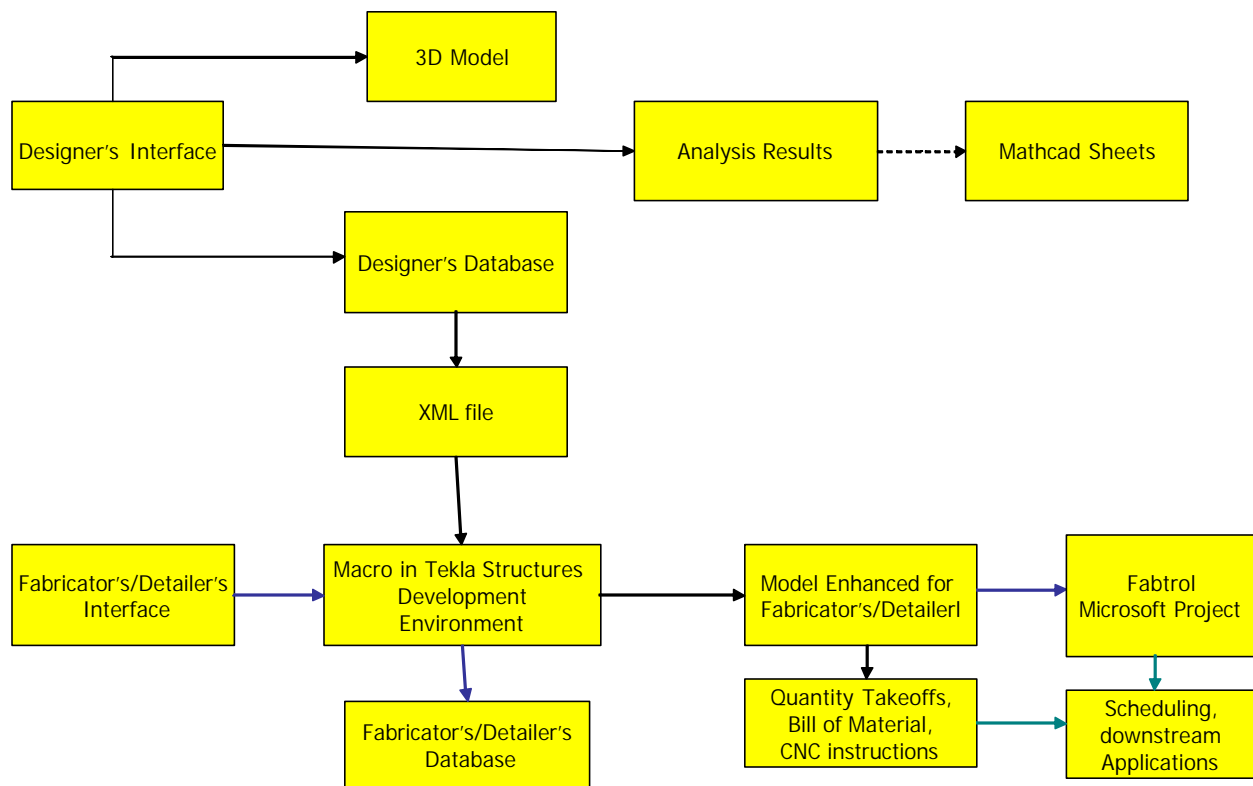 3D Model
Designer's Interface
Analysis Results
Mathcad Sheets
Designer's Database
XML file
Fabricator's/Detailer's
Interface
Macro in Tekla Structures
Development
Environment
Model Enhanced for
Fabricator's/Detailerl
Fabtrol
Microsoft Project
Quantity Takeoffs,
Bill of Material,
CNC instructions
Scheduling,
downstream
Applications
Fabricator's/Detailer's
Database